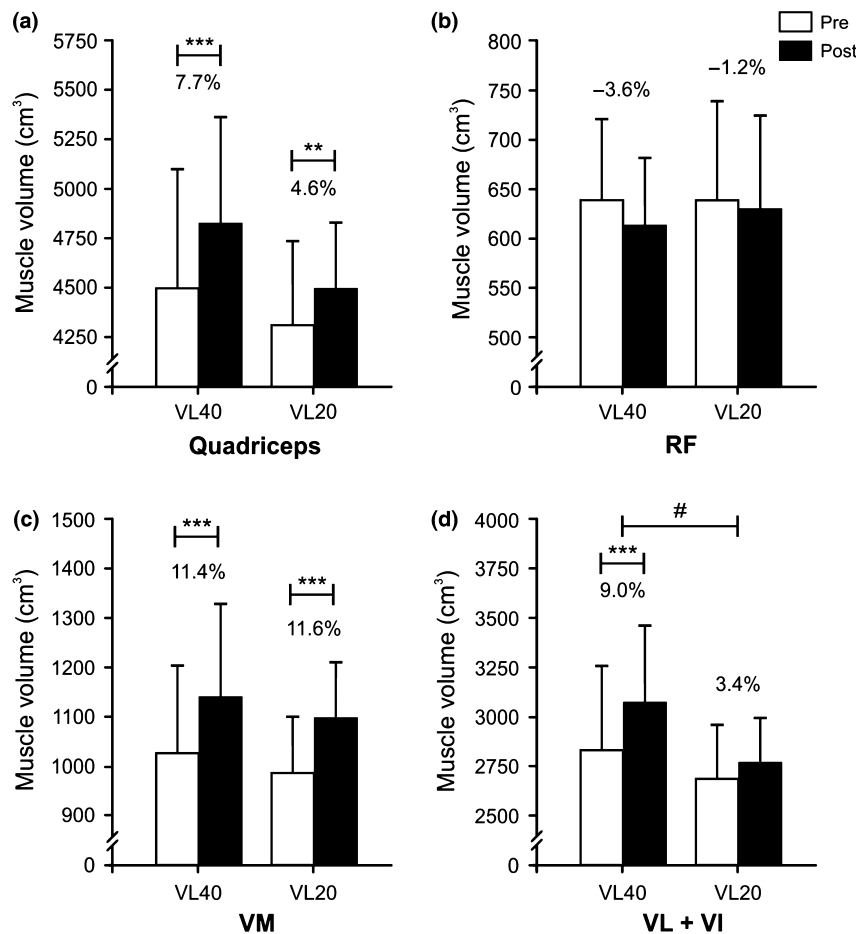 (a)
Muscle volume (cm³)
5750
5500
5250
5000
4750
4500
4250
0
***
7.7%
**
4.6%
VL40
VL20
Quadriceps
(b)
Pre
Post
Muscle volume (cm³)
800
750
700
650
600
550
500
0
–3.6%
–1.2%
VL40
VL20
RF
(c)
Muscle volume (cm³)
1500
1400
1300
1200
1100
1000
900
0
***
11.4%
***
11.6%
VL40
VL20
VM
(d)
Muscle volume (cm³)
4000
3750
3500
3250
3000
2750
2500
0
#
***
9.0%
3.4%
VL40
VL20
VL + VI